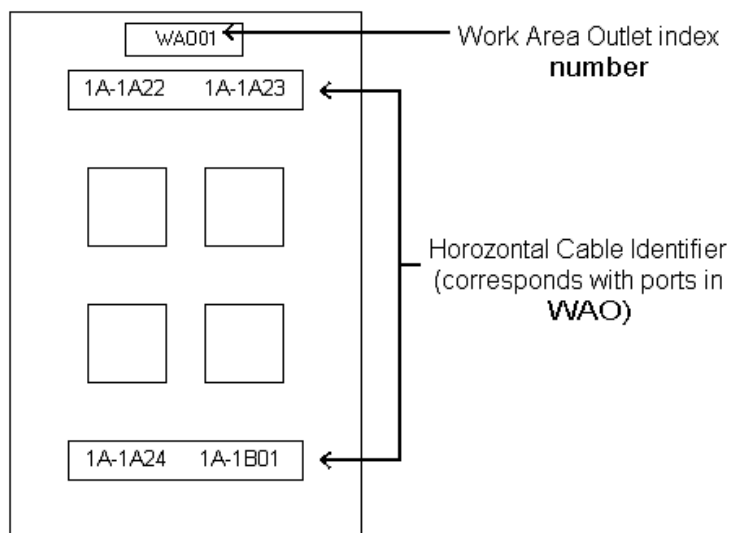 WA001
Work Area Outlet index
number
1A-1A22 1A-1A23
Horozontal Cable Identifier
(corresponds with ports in
WAO)
1A-1A24 1A-1B01